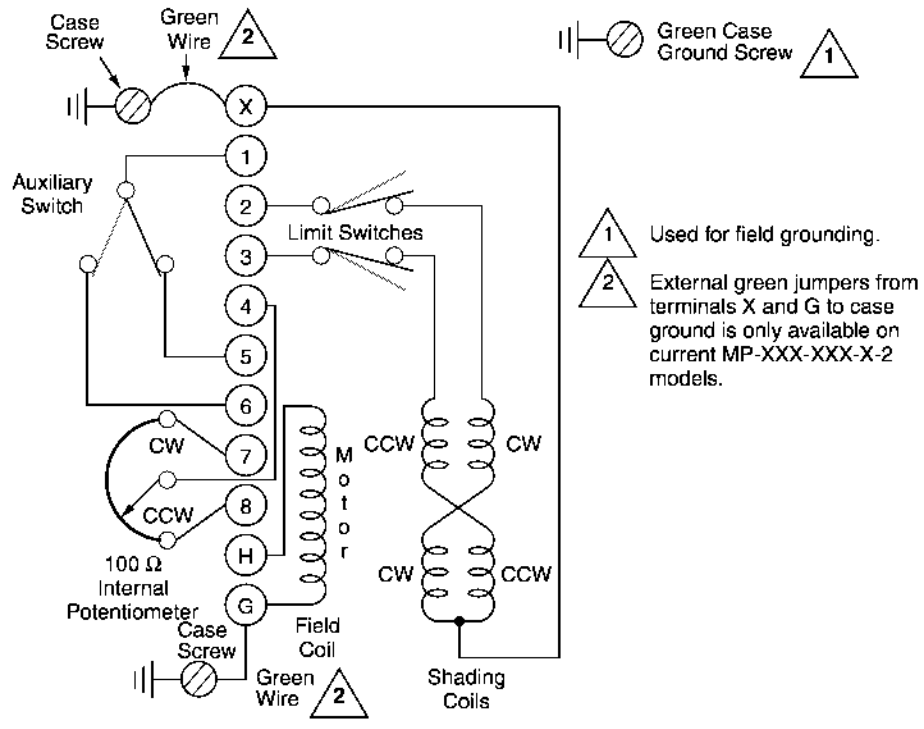 Case
Screw
Green
Wire
2
Green Case
Ground Screw
1
X
1
Auxiliary
Switch
2
Limit Switches
3
1
Used for field grounding.
2
External green jumpers from
terminals X and G to case
ground is only available on
current MP-XXX-XXX-X-2
models.
4
5
6
CW
7
CCW
8
M
o
t
o
r
CCW
CW
H
CW
CCW
100 Ω
Internal
Potentiometer
G
Case
Screw
Field
Coil
Green
Wire
2
Shading
Coils